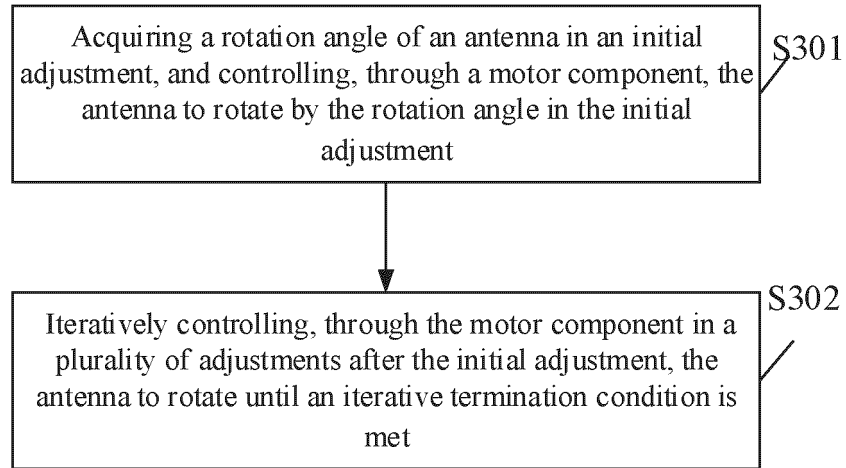 Acquiring a rotation angle of an antenna in an initial
adjustment, and controlling, through a motor component, the
antenna to rotate by the rotation angle in the initial
adjustment
S301
Iteratively controlling, through the motor component in a
plurality of adjustments after the initial adjustment, the
antenna to rotate until an iterative termination condition is
met
S302